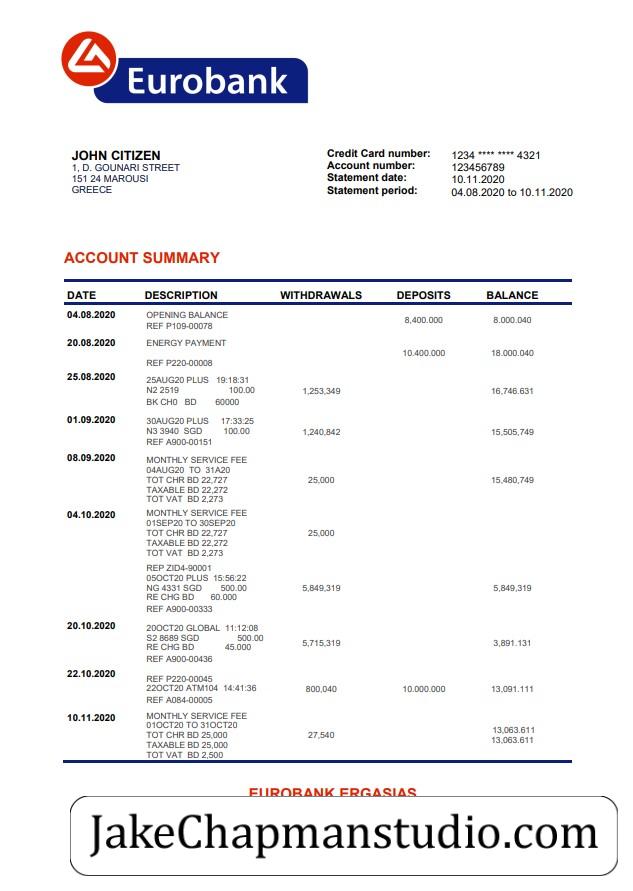 Eurobank
JOHN CITIZEN
1, D. GOUNARI STREET
151 24 MAROUSI
GREECE
Credit Card number: 1234 **** **** 4321
Account number: 123456789
Statement date: 10.11.2020
Statement period: 04.08.2020 to 10.11.2020
ACCOUNT SUMMARY
DATE DESCRIPTION WITHDRAWALS DEPOSITS BALANCE
04.08.2020 OPENING BALANCE
REF P109-00078
8,400.000 8.000.040
20.08.2020 ENERGY PAYMENT
10.400.000 18.000.040
REF P220-00008
25.08.2020
25AUG20 PLUS 19:18:31
N2 2519 100.00 1,253,349 16,746.631
BK CH0 BD 60000
01.09.2020 30AUG20 PLUS 17:33:25
N3 3940 SGD 100.00 1,240,842 15,505,749
REF A900-00151
08.09.2020 MONTHLY SERVICE FEE
04AUG20 TO 31A20
TOT CHR BD 22,727 25,000 15,480,749
TAXABLE BD 22,272
TOT VAT BD 2,273
04.10.2020 MONTHLY SERVICE FEE
01SEP20 TO 30SEP20
TOT CHR BD 22,727 25,000
TAXABLE BD 22,272
TOT VAT BD 2,273
REP ZID4-90001
05OCT20 PLUS 15:56:22
NG 4331 SGD 500.00 5,849,319 5,849,319
RE CHG BD 60.000
REF A900-00333
20.10.2020 20OCT20 GLOBAL 11:12:08
S2 8689 SGD 500.00 5,715,319 3,891.131
RE CHG BD 45.000
REF A900-00436
22.10.2020 REF P220-00045
22OCT20 ATM104 14:41:36 800,040 10.000.000 13,091.111
REF A084-00005
10.11.2020 MONTHLY SERVICE FEE
01OCT20 TO 31OCT20 13,063.611
TOT CHR BD 25,000 27,540 13,063.611
TAXABLE BD 25,000
TOT VAT BD 2,500
EUROBANK ERGASIAS
JakeChapmanstudio.com